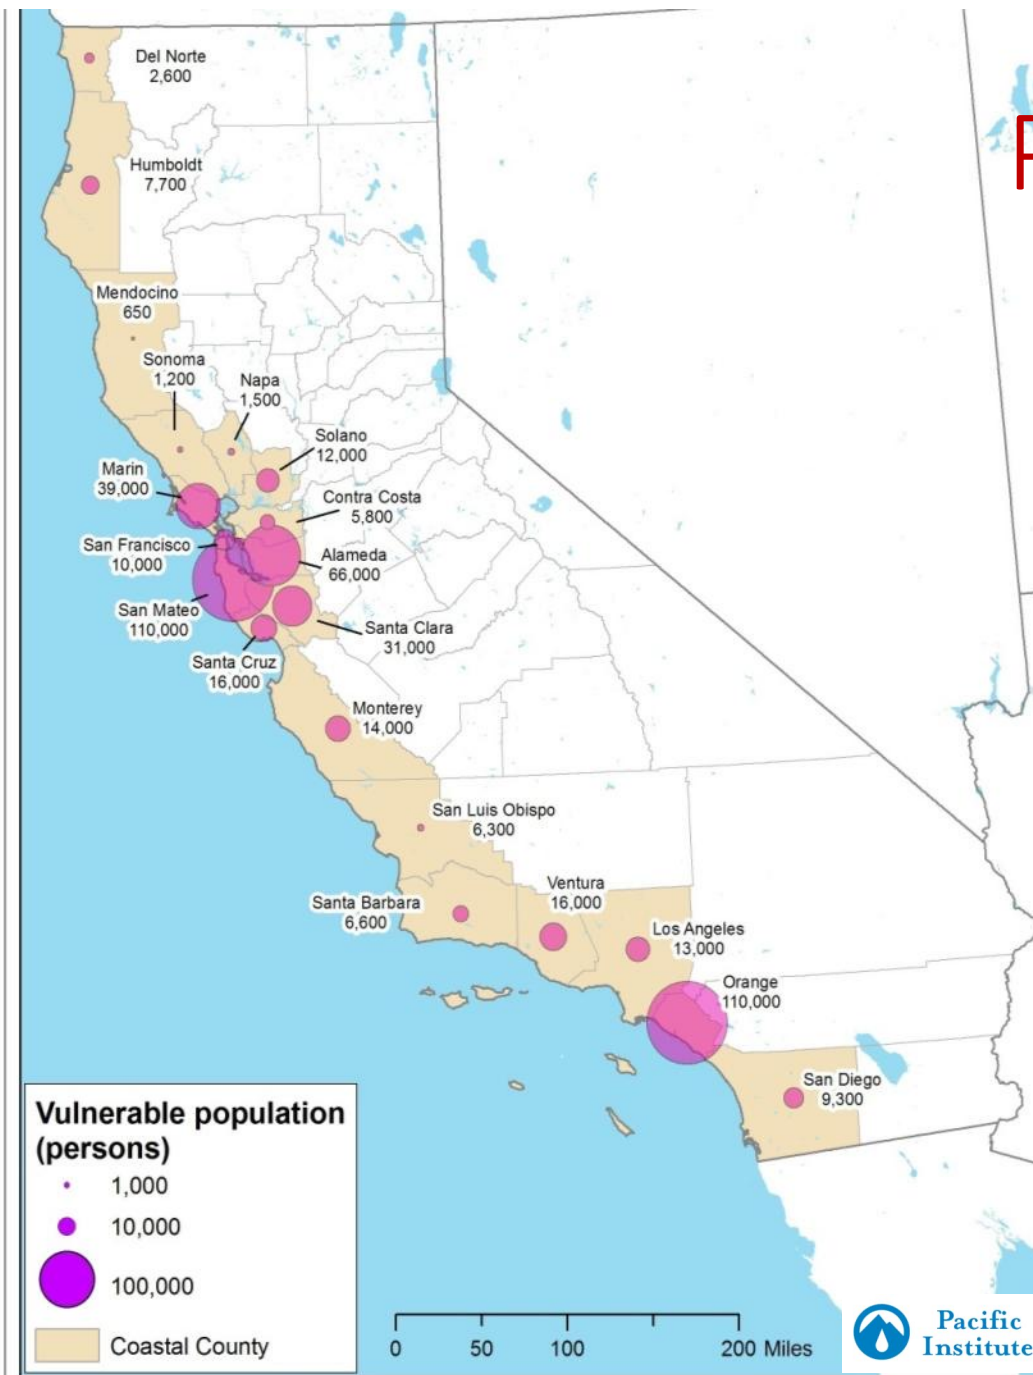 Del Norte
2,600
Humboldt
7,700
Mendocino
650
Sonoma
1,200
Napa
1,500
Solano
12,000
Marin
39,000
Contra Costa
5,800
San Francisco
10,000
Alameda
66,000
San Mateo
110,000
Santa Clara
31,000
Santa Cruz
16,000
Monterey
14,000
San Luis Obispo
6,300
Santa Barbara
6,600
Ventura
16,000
Los Angeles
13,000
Orange
110,000
San Diego
9,300
Vulnerable population
(persons)
1,000
10,000
100,000
Coastal County
0 50 100 200 Miles
Pacific
Institute